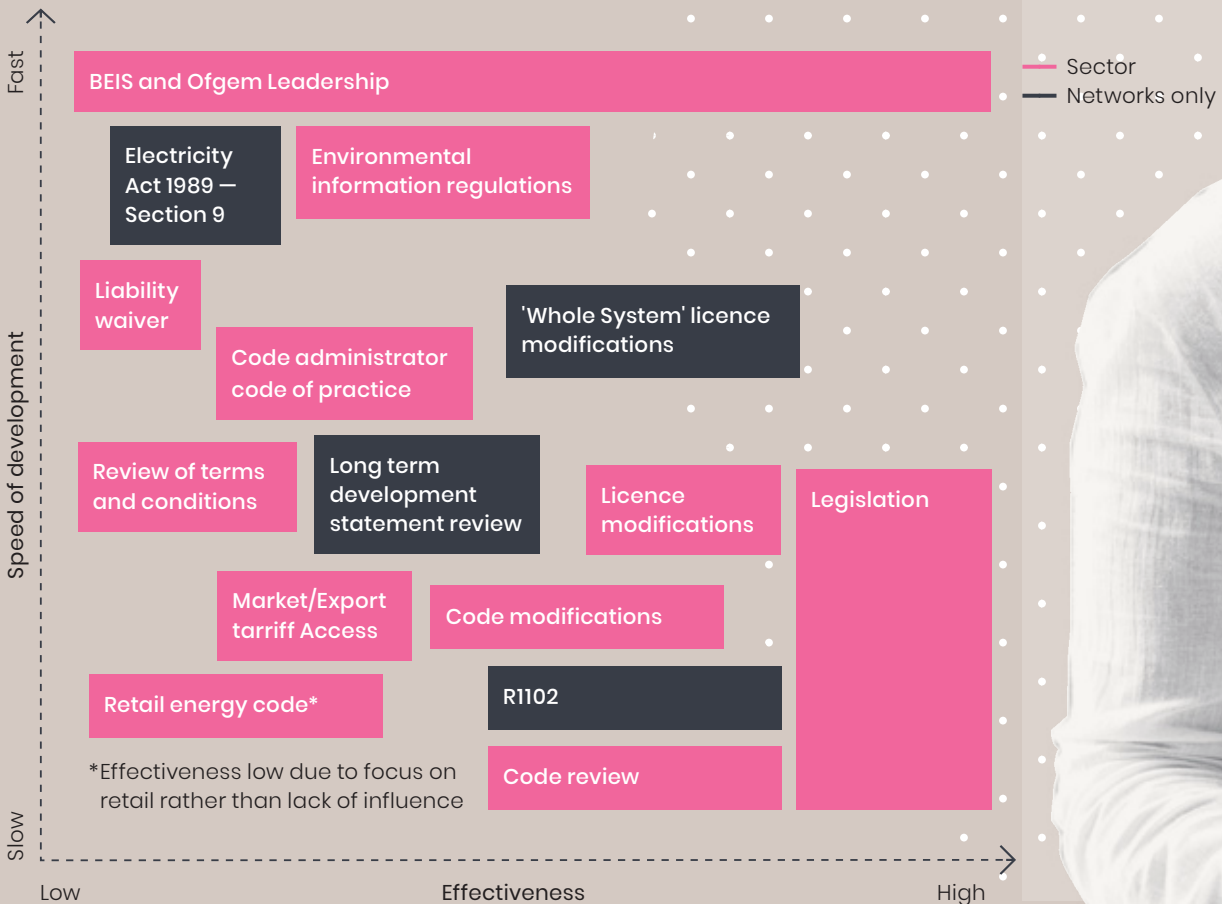 Fast
BEIS and Ofgem Leadership
Sector
Networks only
Electricity
Act 1989 —
Section 9
Environmental
information regulations
Liability
waiver
'Whole System' licence
modifications
Code administrator
code of practice
Speed of development
Review of terms
and conditions
Long term
development
statement review
Licence
modifications
Legislation
Market/Export
tarriff Access
Code modifications
Retail energy code*
R1102
*Effectiveness low due to focus on
retail rather than lack of influence
Code review
Slow
Low
Effectiveness
High